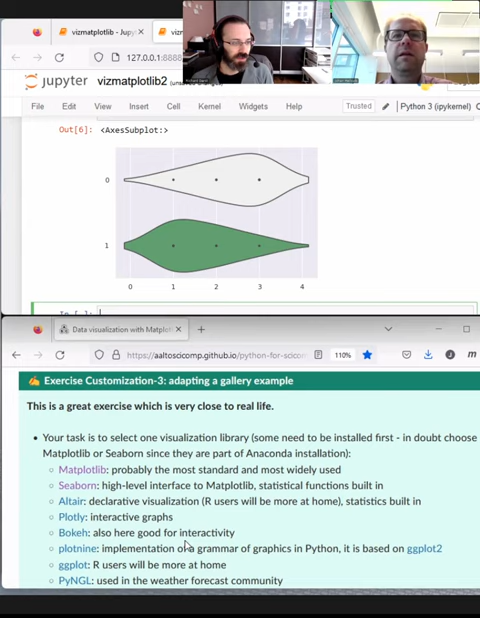 vizmatplotlib - Jup
127.0.0.1:8888
jupyter vizmatplotlib2
File Edit View Insert Cell Kernel Widgets Help Trusted Python 3 (ipykernel)
Out[6]: <AxesSubplot:>
0
1
0 1 2 3 4
Data visualization with Matplotl
https://aaltoscicomp.github.io/python-for-scicom 110%
Exercise Customization-3: adapting a gallery example
This is a great exercise which is very close to real life.
• Your task is to select one visualization library (some need to be installed first - in doubt choose
Matplotlib or Seaborn since they are part of Anaconda installation):
Matplotlib: probably the most standard and most widely used
Seaborn: high-level interface to Matplotlib, statistical functions built in
Altair: declarative visualization (R users will be more at home), statistics built in
Plotly: interactive graphs
Bokeh: also here good for interactivity
plotnine: implementation of a grammar of graphics in Python, it is based on ggplot2
ggplot: R users will be more at home
PyNGL: used in the weather forecast community